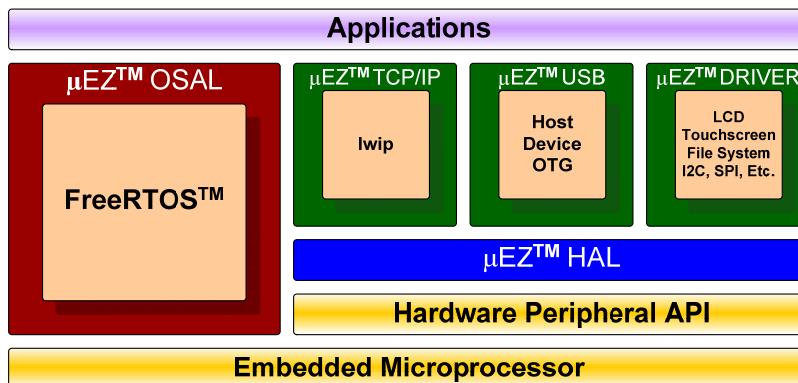 Applications
µEZ™ OSAL
FreeRTOS™
µEZ™ TCP/IP
lwip
µEZ™ USB
Host
Device
OTG
µEZ™ DRIVER
LCD
Touchscreen
File System
I2C, SPI, Etc.
µEZ™ HAL
Hardware Peripheral API
Embedded Microprocessor